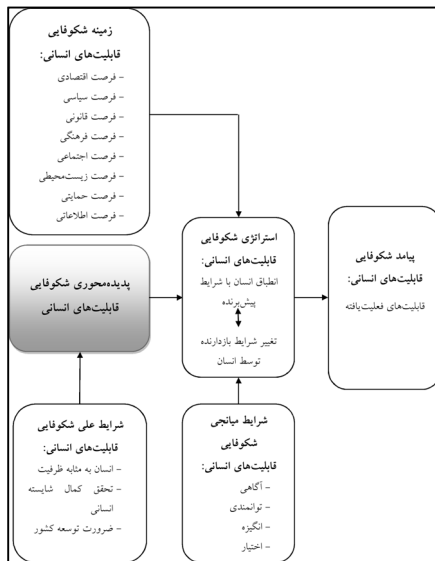 زمینه شکوفایی
قابلیت‌های انسانی:
- فرصت اقتصادی
- فرصت سیاسی
- فرصت قانونی
- فرصت فرهنگی
- فرصت اجتماعی
- فرصت زیست‌محیطی
- فرصت حمایتی
- فرصت اطلاعاتی
پدیده‌محوری شکوفایی
قابلیت‌های انسانی
استراتژی شکوفایی
قابلیت‌های انسانی:
انطباق انسان با شرایط
پیش‌برنده
تغییر شرایط بازدارنده
توسط انسان
پیامد شکوفایی
قابلیت‌های انسانی:
قابلیت‌های فعلیت‌یافته
شرایط علی شکوفایی
قابلیت‌های انسانی:
- انسان به مثابه ظرفیت
- تحقق کمال شایسته
انسانی
- ضرورت توسعه کشور
شرایط میانجی
شکوفایی
قابلیت‌های انسانی:
- آگاهی
- توانمندی
- انگیزه
- اختیار